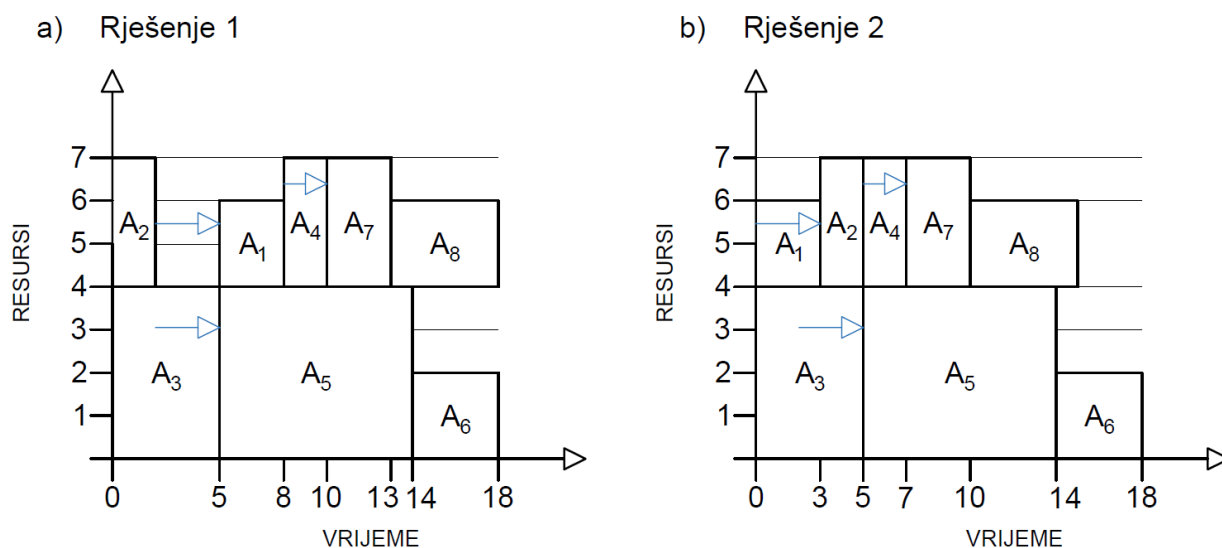 a) Rješenje 1
7
6
5
4
3
2
1
RESURSI
A2
A1
A4
A7
A8
A3
A5
A6
0 5 8 10 13 14 18
VRIJEME
b) Rješenje 2
7
6
5
4
3
2
1
RESURSI
A1
A2
A4
A7
A8
A3
A5
A6
0 3 5 7 10 14 18
VRIJEME